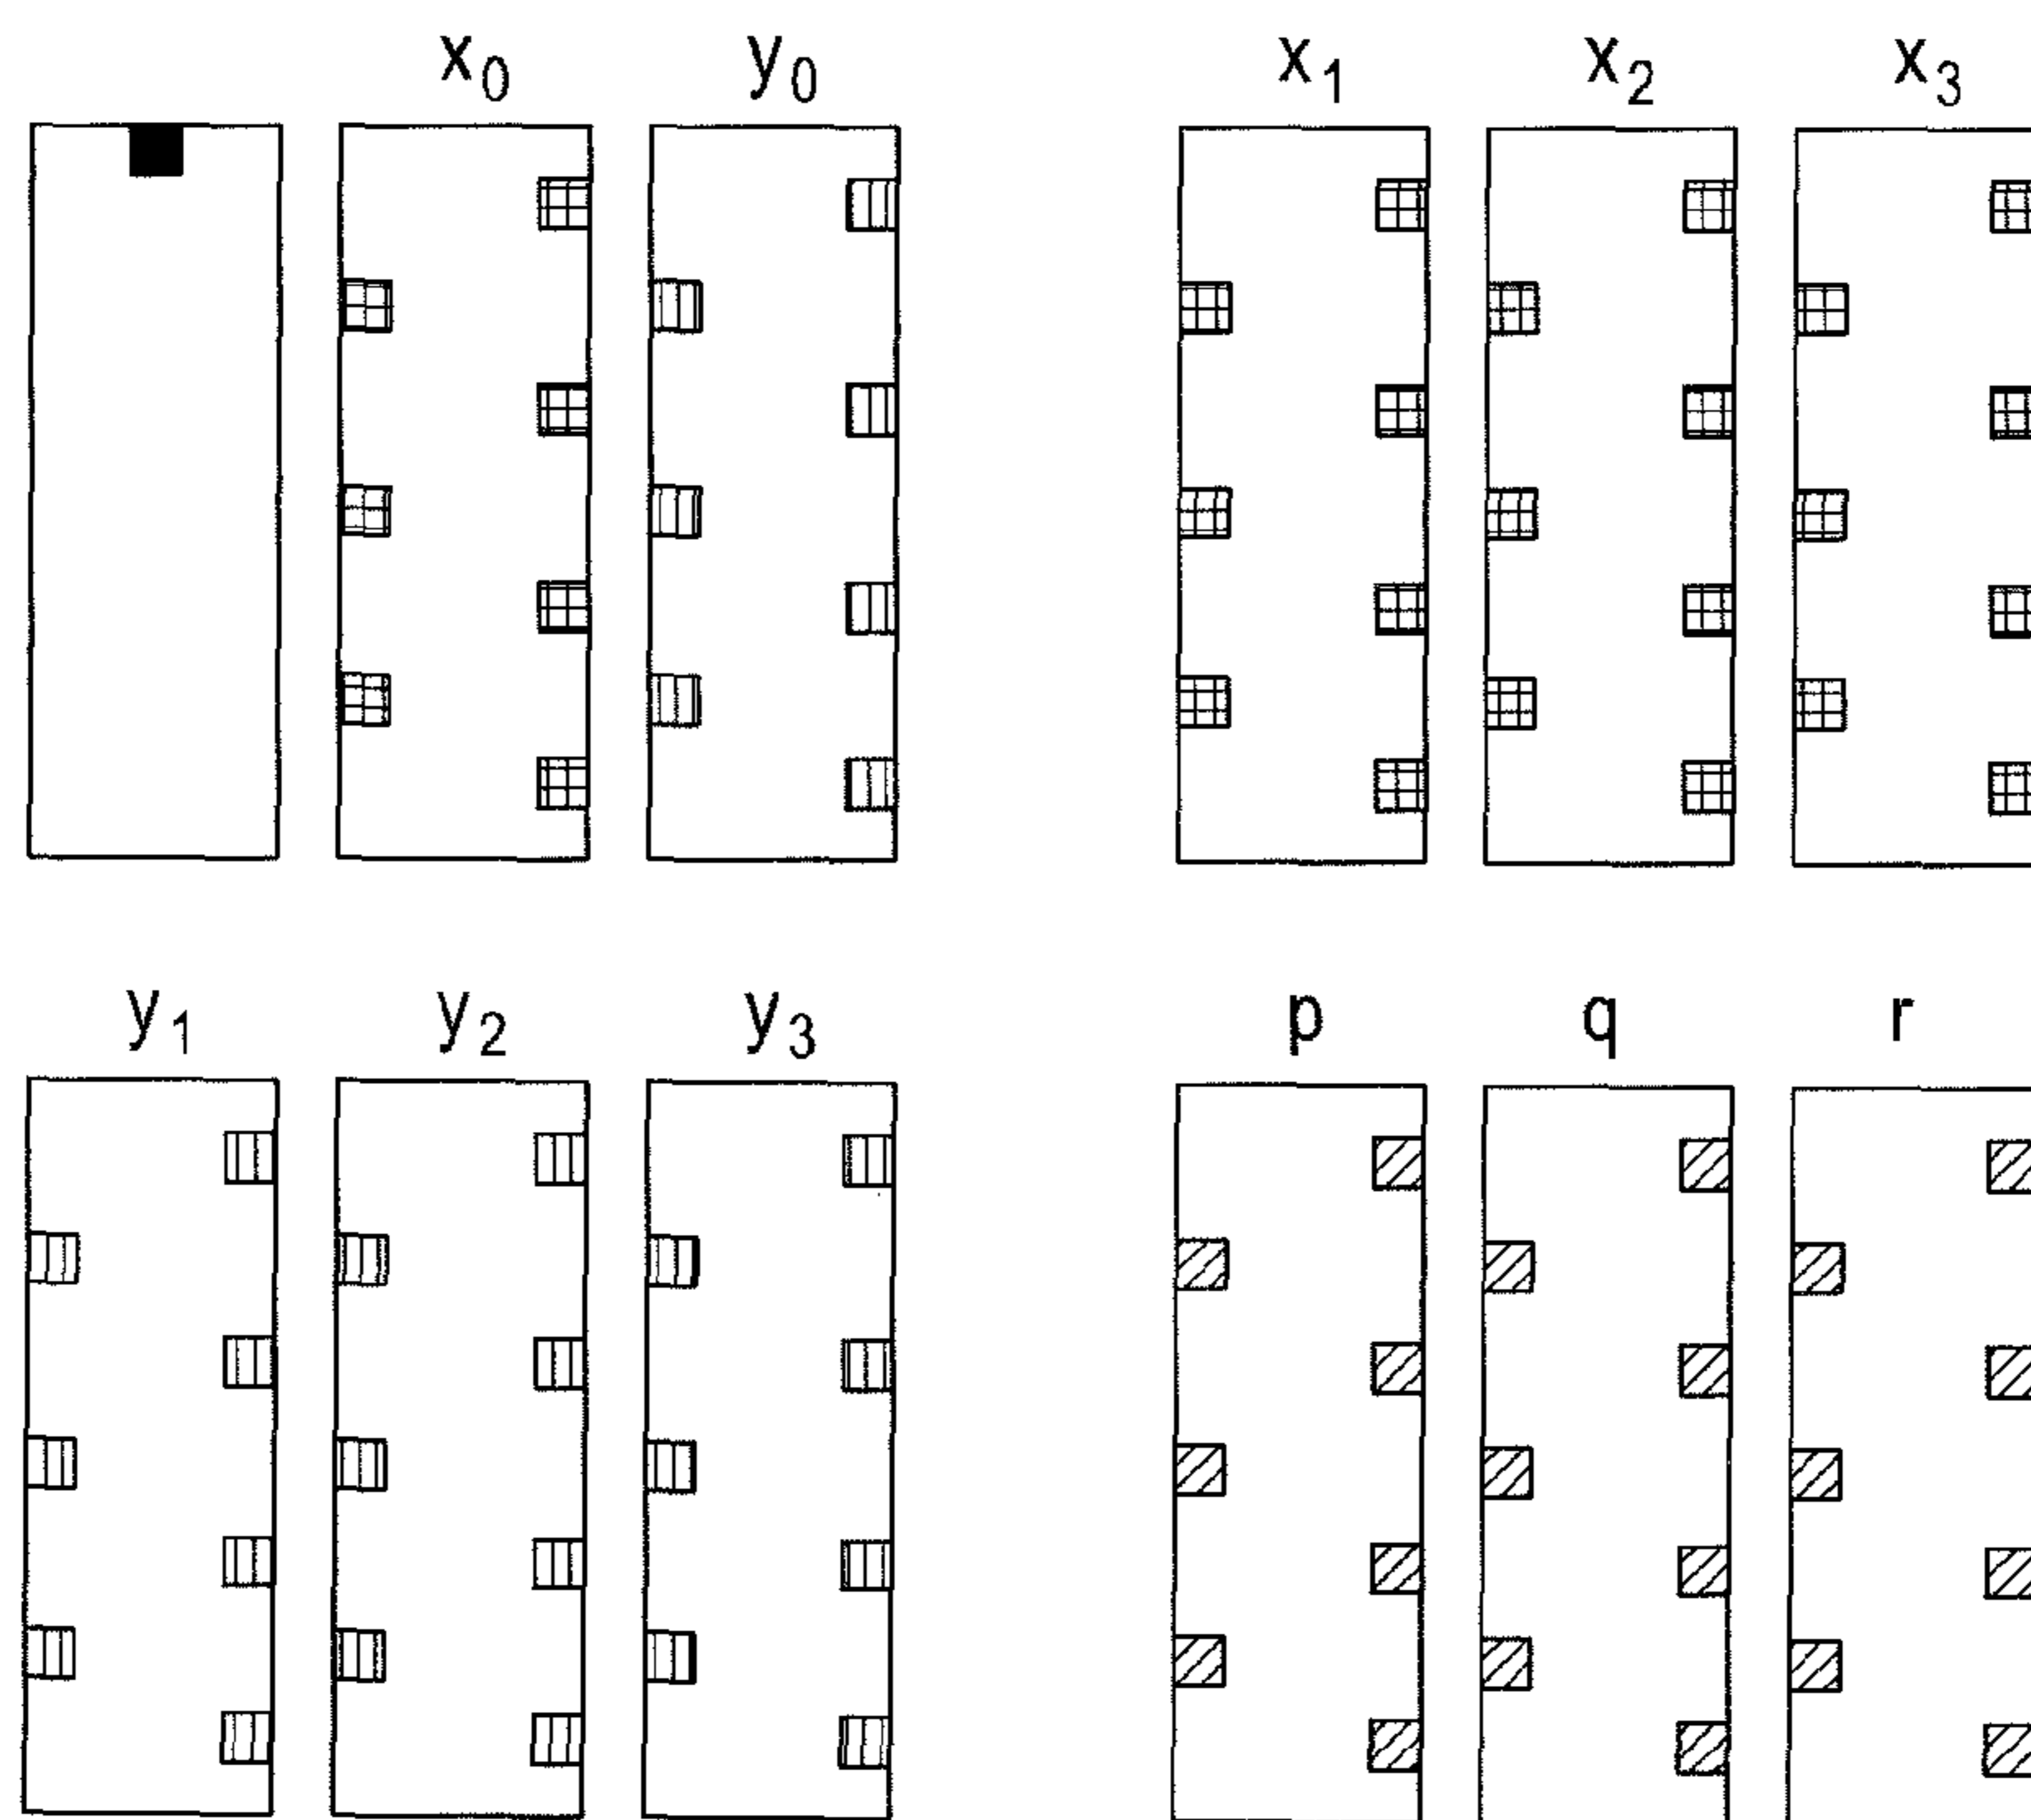 x₀ y₀ x₁ x₂ x₃
y₁ y₂ y₃ p q r